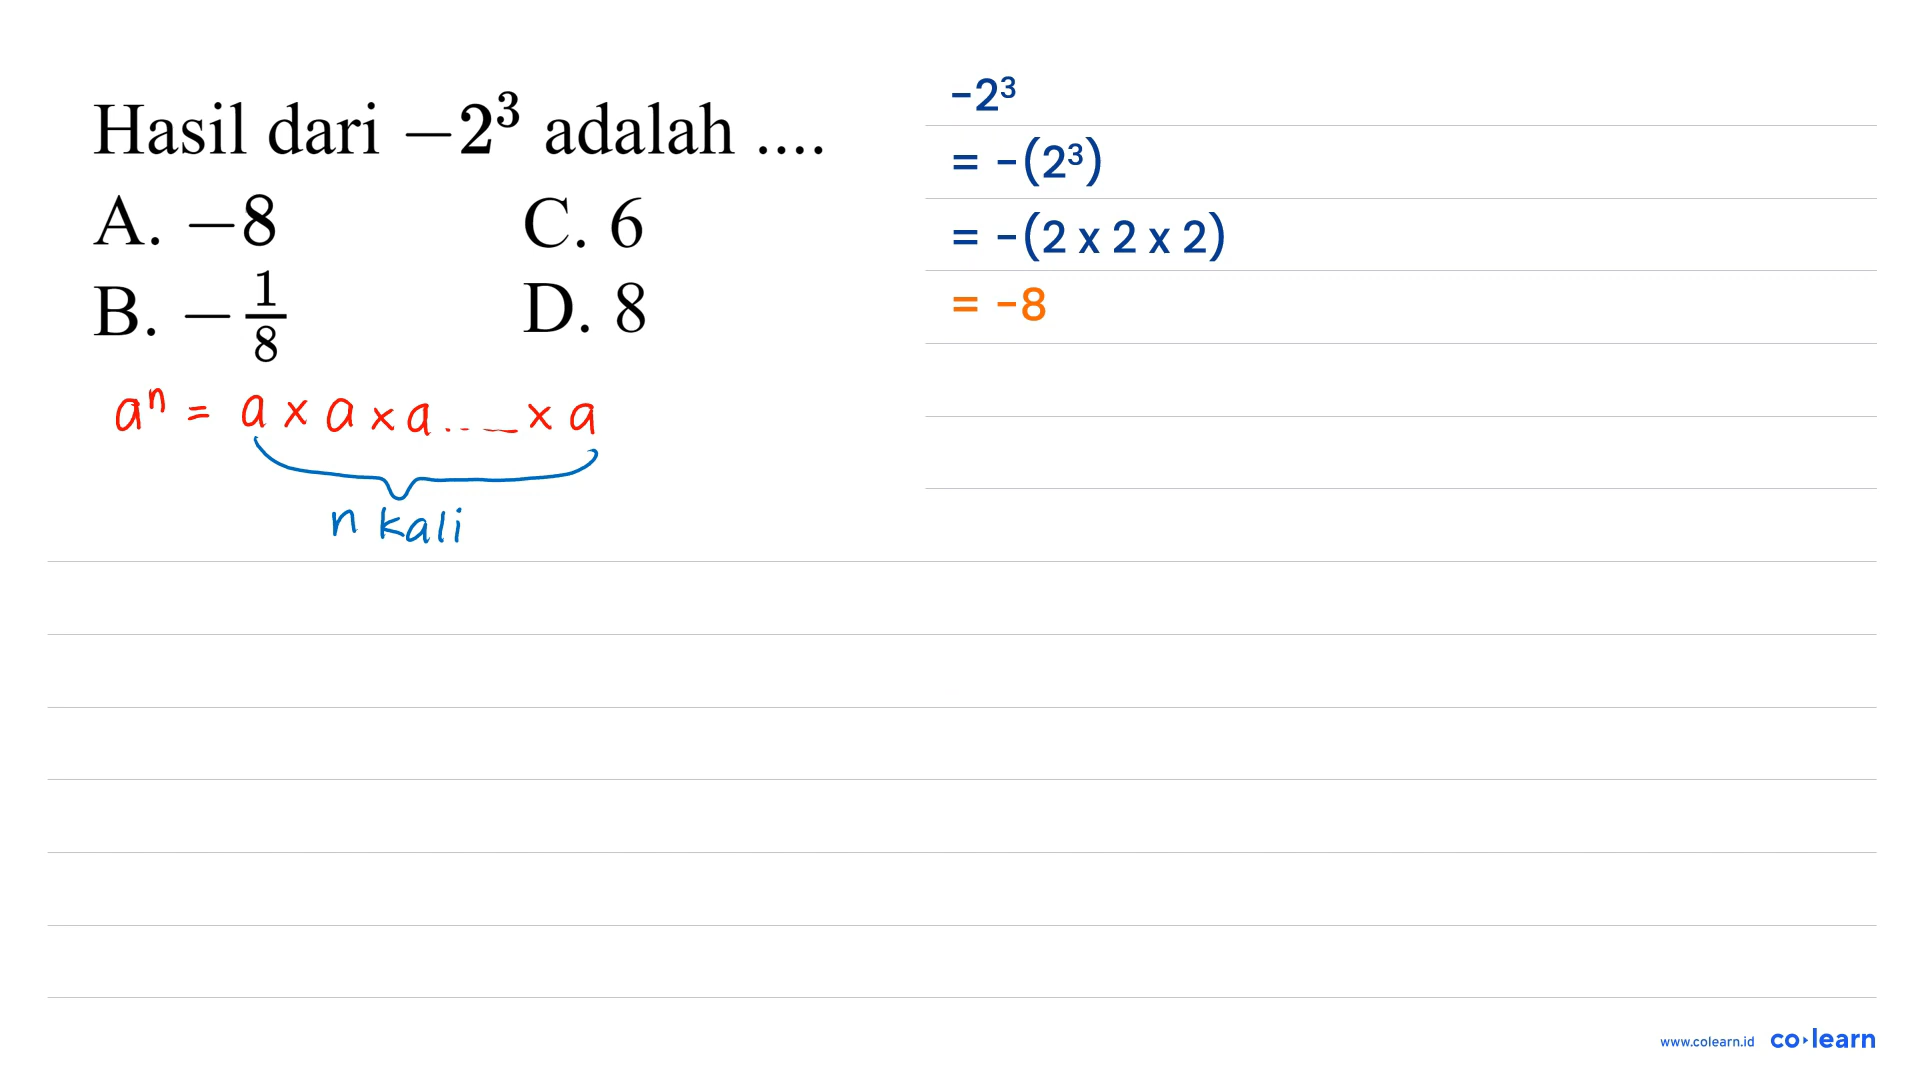 Hasil dari −2³ adalah ....
A. −8
C. 6
B. −1/8
D. 8
aⁿ = a × a × a ..... × a
n kali
-2³
= -(2³)
= -(2 x 2 x 2)
= -8
www.colearn.id co learn